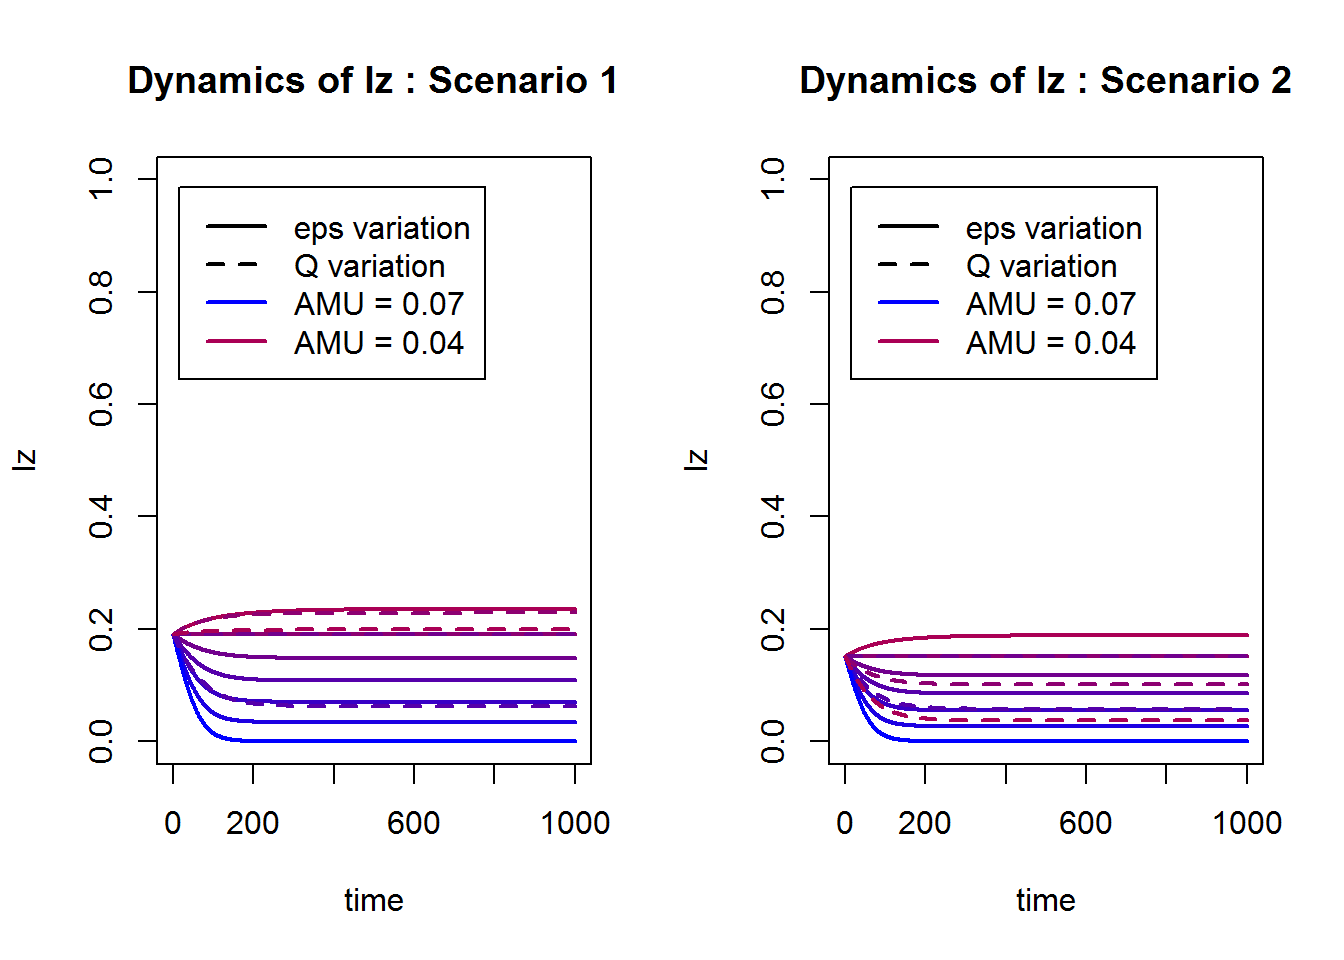 Dynamics of Iz : Scenario 1
Iz
1.0
0.8
0.6
0.4
0.2
0.0
eps variation
Q variation
AMU = 0.07
AMU = 0.04
0 200 600 1000
time
Dynamics of Iz : Scenario 2
Iz
1.0
0.8
0.6
0.4
0.2
0.0
eps variation
Q variation
AMU = 0.07
AMU = 0.04
0 200 600 1000
time